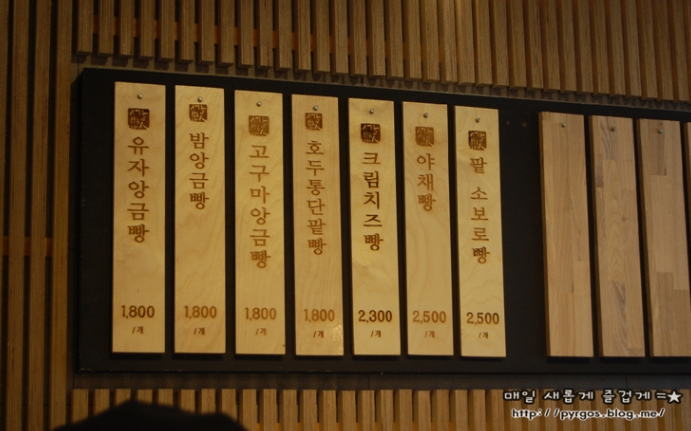 유자앙금빵
1,800
/개
밤앙금빵
1,800
/개
고구마앙금빵
1,800
/개
호두통단팥빵
1,800
/개
크림치즈빵
2,300
/개
야채빵
2,500
/개
팥 소보로빵
2,500
/개
매일 새롭게 즐겁게=★
http://pyrgos.blog.me/